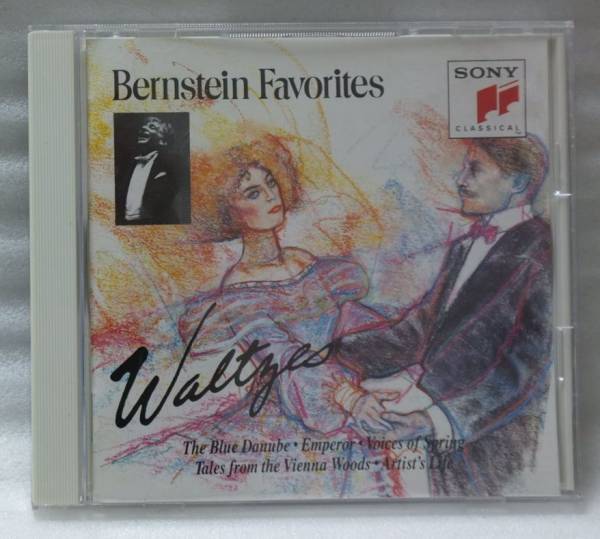 Bernstein Favorites
SONY
CLASSICAL
Waltzes
The Blue Danube • Emperor • Voices of Spring
Tales from the Vienna Woods • Artist's Life